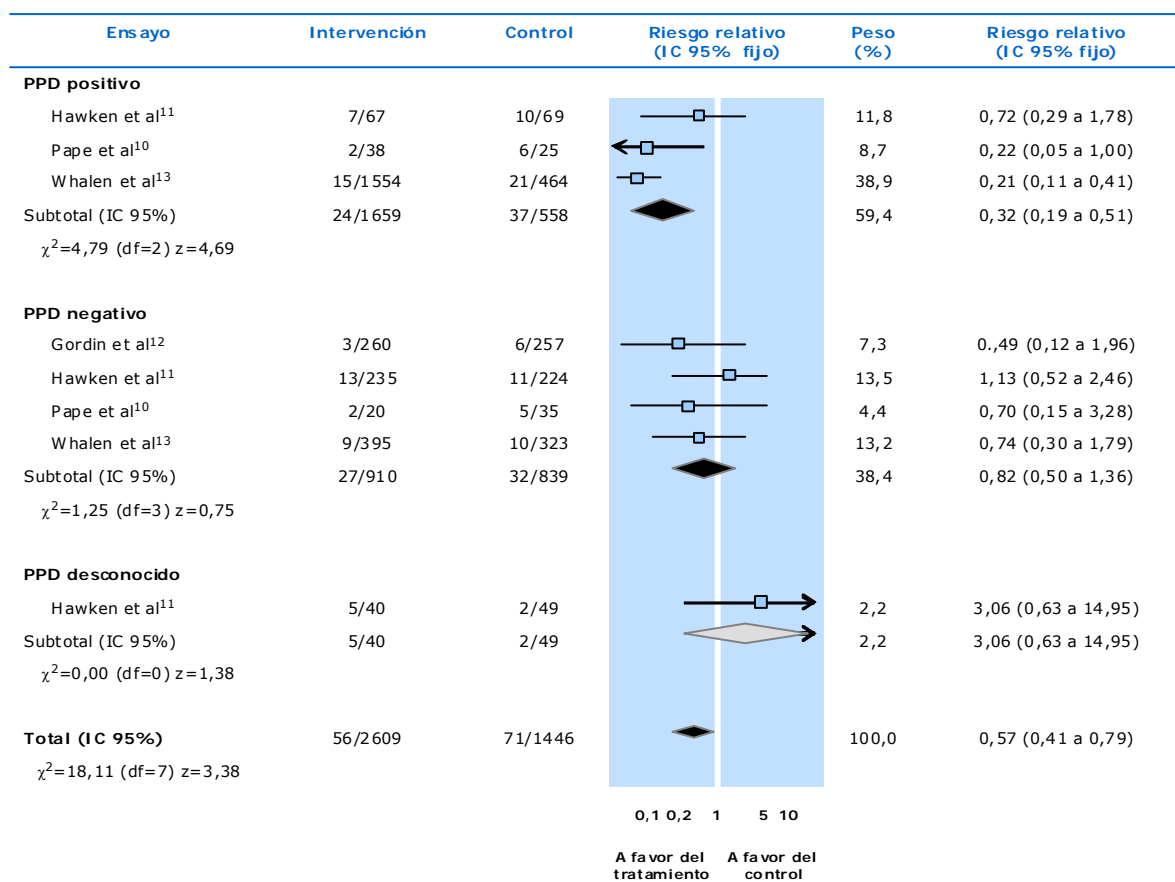 Ensayo Intervención Control Riesgo relativo (IC 95% fijo) Peso (%) Riesgo relativo (IC 95% fijo)
PPD positivo
Hawken et al11 7/67 10/69 11,8 0,72 (0,29 a 1,78)
Pape et al10 2/38 6/25 8,7 0,22 (0,05 a 1,00)
Whalen et al13 15/1554 21/464 38,9 0,21 (0,11 a 0,41)
Subtotal (IC 95%) 24/1659 37/558 59,4 0,32 (0,19 a 0,51)
χ2=4,79 (df=2) z=4,69
PPD negativo
Gordin et al12 3/260 6/257 7,3 0.,49 (0,12 a 1,96)
Hawken et al11 13/235 11/224 13,5 1,13 (0,52 a 2,46)
Pape et al10 2/20 5/35 4,4 0,70 (0,15 a 3,28)
Whalen et al13 9/395 10/323 13,2 0,74 (0,30 a 1,79)
Subtotal (IC 95%) 27/910 32/839 38,4 0,82 (0,50 a 1,36)
χ2=1,25 (df=3) z=0,75
PPD desconocido
Hawken et al11 5/40 2/49 2,2 3,06 (0,63 a 14,95)
Subtotal (IC 95%) 5/40 2/49 2,2 3,06 (0,63 a 14,95)
χ2=0,00 (df=0) z=1,38
Total (IC 95%) 56/2609 71/1446 100,0 0,57 (0,41 a 0,79)
χ2=18,11 (df=7) z=3,38
0,1 0,2 1 5 10
A favor del A favor del
tratamiento control